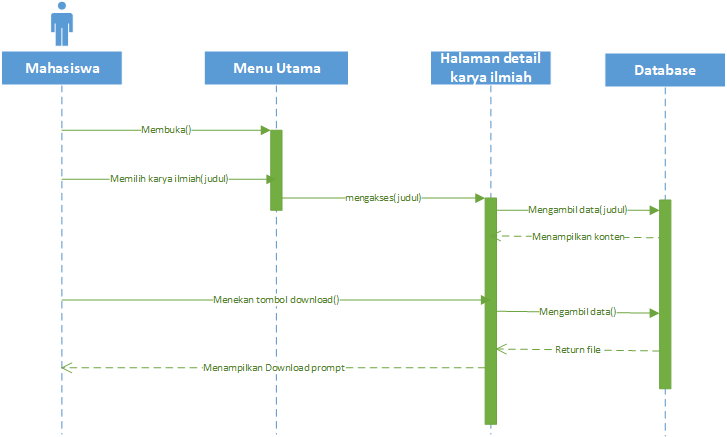 Mahasiswa
Menu Utama
Halaman detail
karya ilmiah
Database
Membuka()
Memilih karya ilmiah(judul)
mengakses(judul)
Mengambil data(judul)
Menampilkan konten
Menekan tombol download()
Mengambil data()
Return file
Menampilkan Download prompt